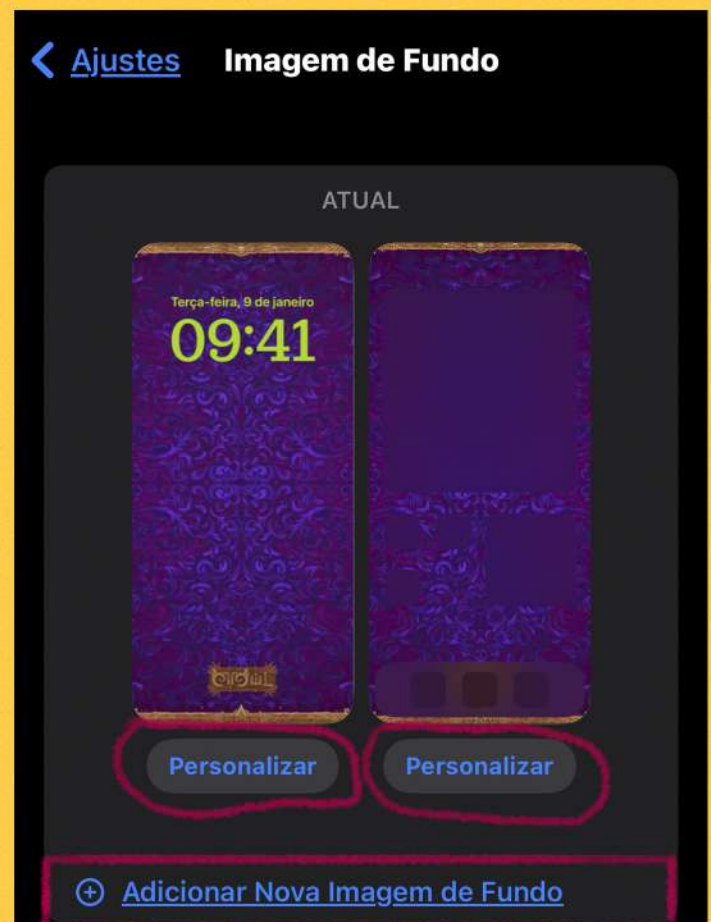 Ajustes Imagem de Fundo
ATUAL
Terça-feira, 9 de janeiro
09:41
Personalizar Personalizar
Adicionar Nova Imagem de Fundo